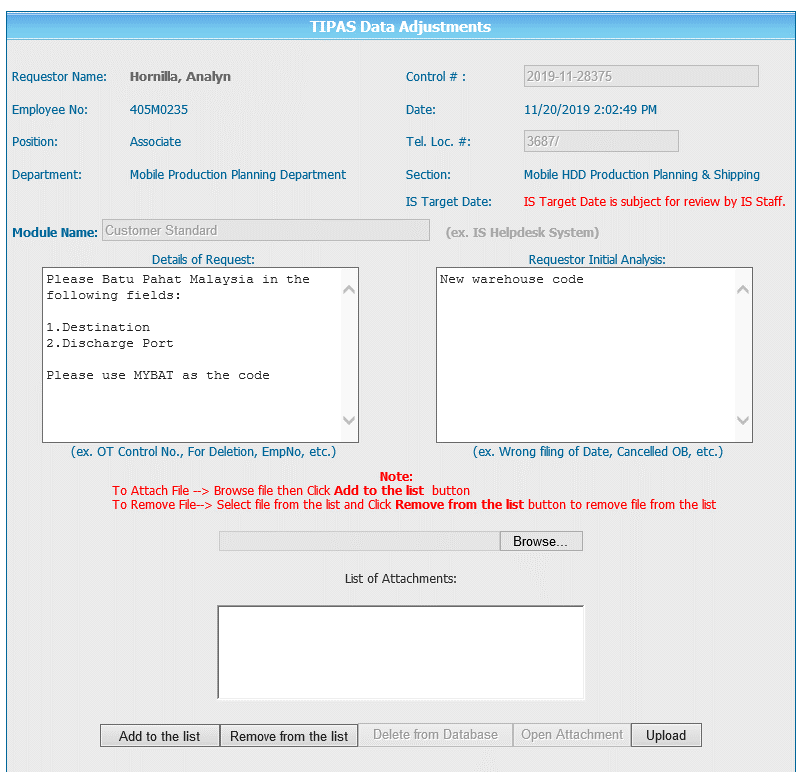 TIPAS Data Adjustments
Requestor Name: Hornilla, Analyn Control # : 2019-11-28375
Employee No: 405M0235 Date: 11/20/2019 2:02:49 PM
Position: Associate Tel. Loc. #: 3687/
Department: Mobile Production Planning Department Section: Mobile HDD Production Planning & Shipping
IS Target Date: IS Target Date is subject for review by IS Staff.
Module Name: Customer Standard (ex. IS Helpdesk System)
Details of Request:
Please Batu Pahat Malaysia in the
following fields:
1.Destination
2.Discharge Port
Please use MYBAT as the code
(ex. OT Control No., For Deletion, EmpNo, etc.)
Requestor Initial Analysis:
New warehouse code
(ex. Wrong filing of Date, Cancelled OB, etc.)
Note:
To Attach File --> Browse file then Click Add to the list button
To Remove File--> Select file from the list and Click Remove from the list button to remove file from the list
Browse...
List of Attachments:
Add to the list Remove from the list Delete from Database Open Attachment Upload